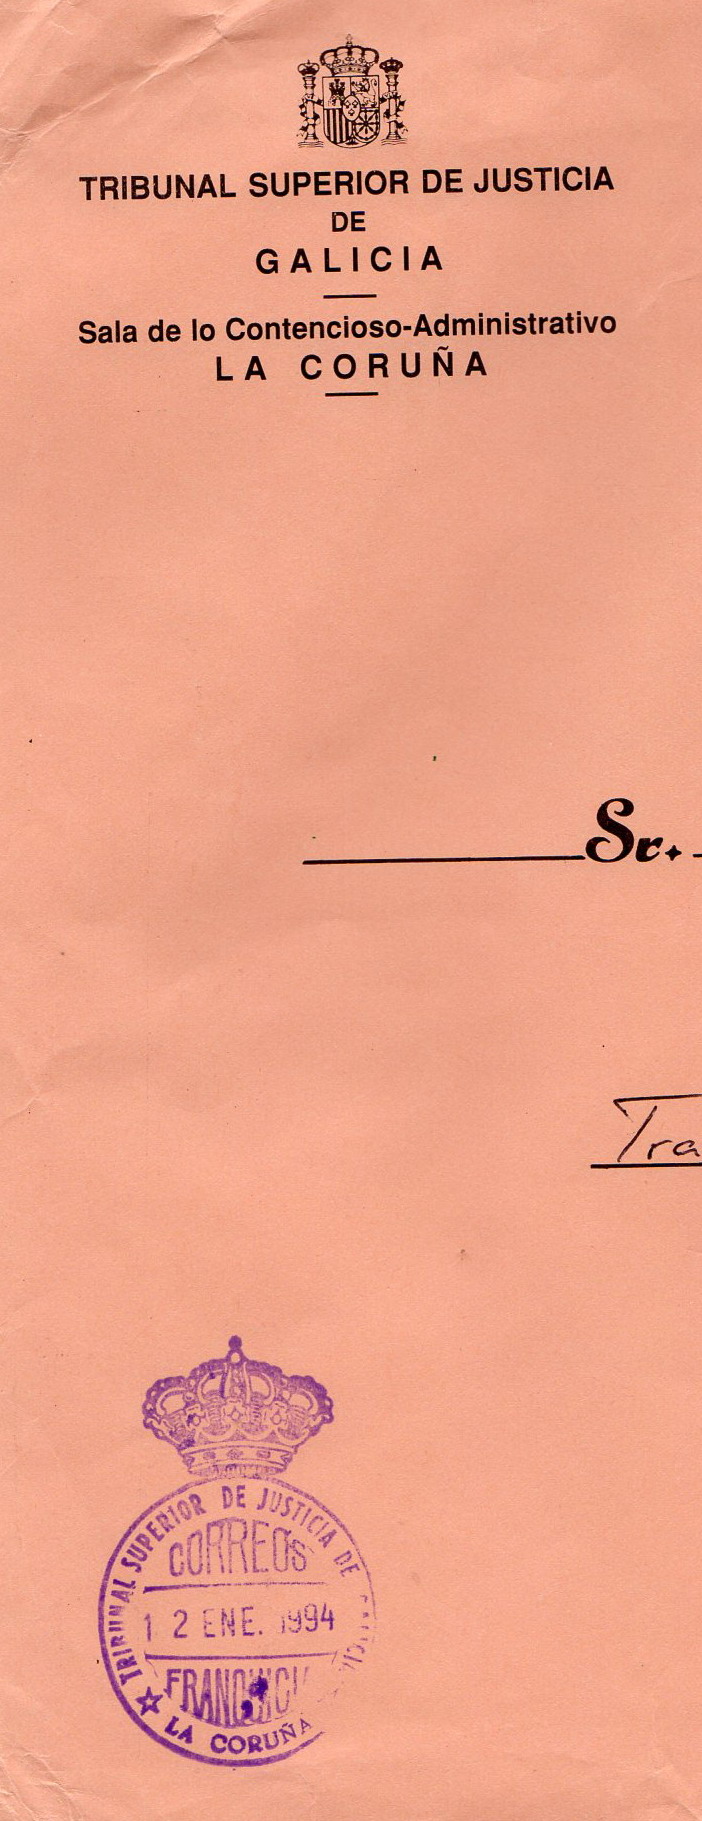 TRIBUNAL SUPERIOR DE JUSTICIA
DE
GALICIA
Sala de lo Contencioso-Administrativo
LA CORUÑA
Sr.
Tra
TRIBUNAL SUPERIOR DE JUSTICIA DE
CORREOS
12 ENE. 1994
LA CORUÑA